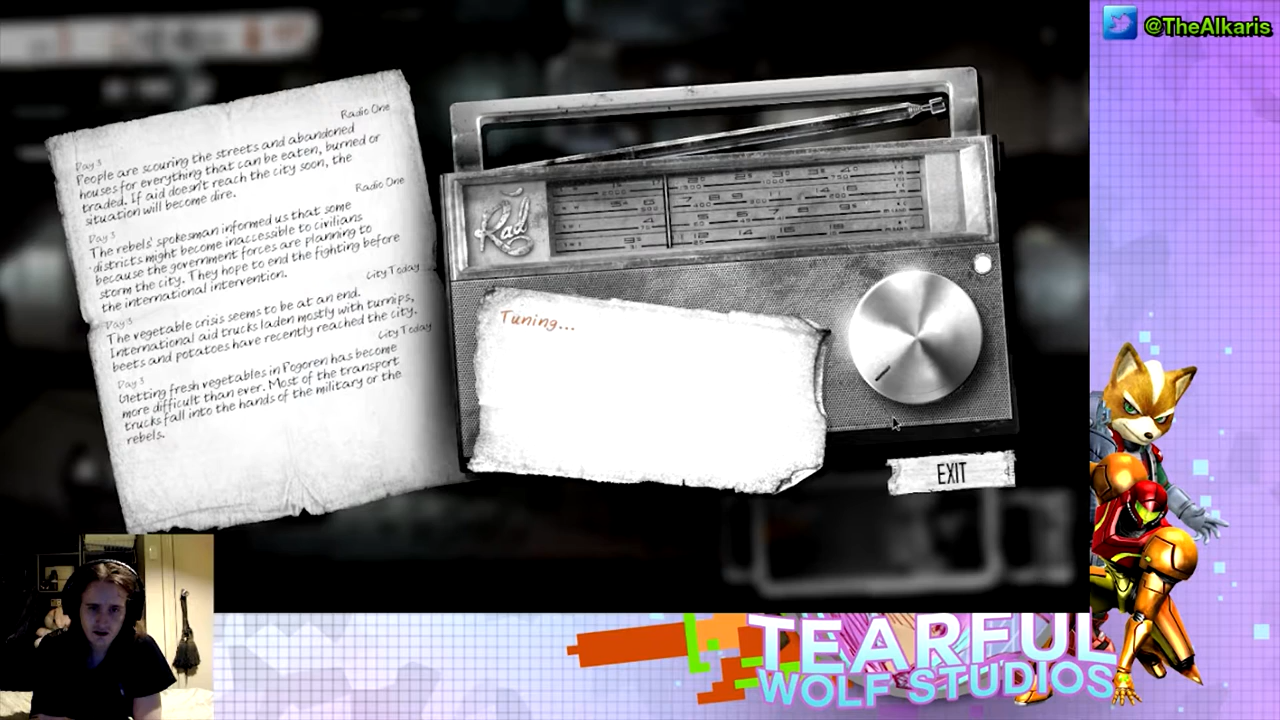 @TheAlkaris
Radio One
Day 3
People are scouring the streets and abandoned
houses for everything that can be eaten, burned or
traded. If aid doesn't reach the city soon, the
situation will become dire.
Radio One
Day 3
The rebels' spokesman informed us that some
districts might become inaccessible to civilians
because the government forces are planning to
storm the city. They hope to end the fighting before
the international intervention.
City Today
Day 3
The vegetable crisis seems to be at an end.
International aid trucks laden mostly with turnips,
beets and potatoes have recently reached the city.
City Today
Day 3
Getting fresh vegetables in Pogoren has become
more difficult than ever. Most of the transport
trucks fall into the hands of the military or the
rebels.
Rad
Tuning...
EXIT
TEARFUL
WOLF STUDIOS